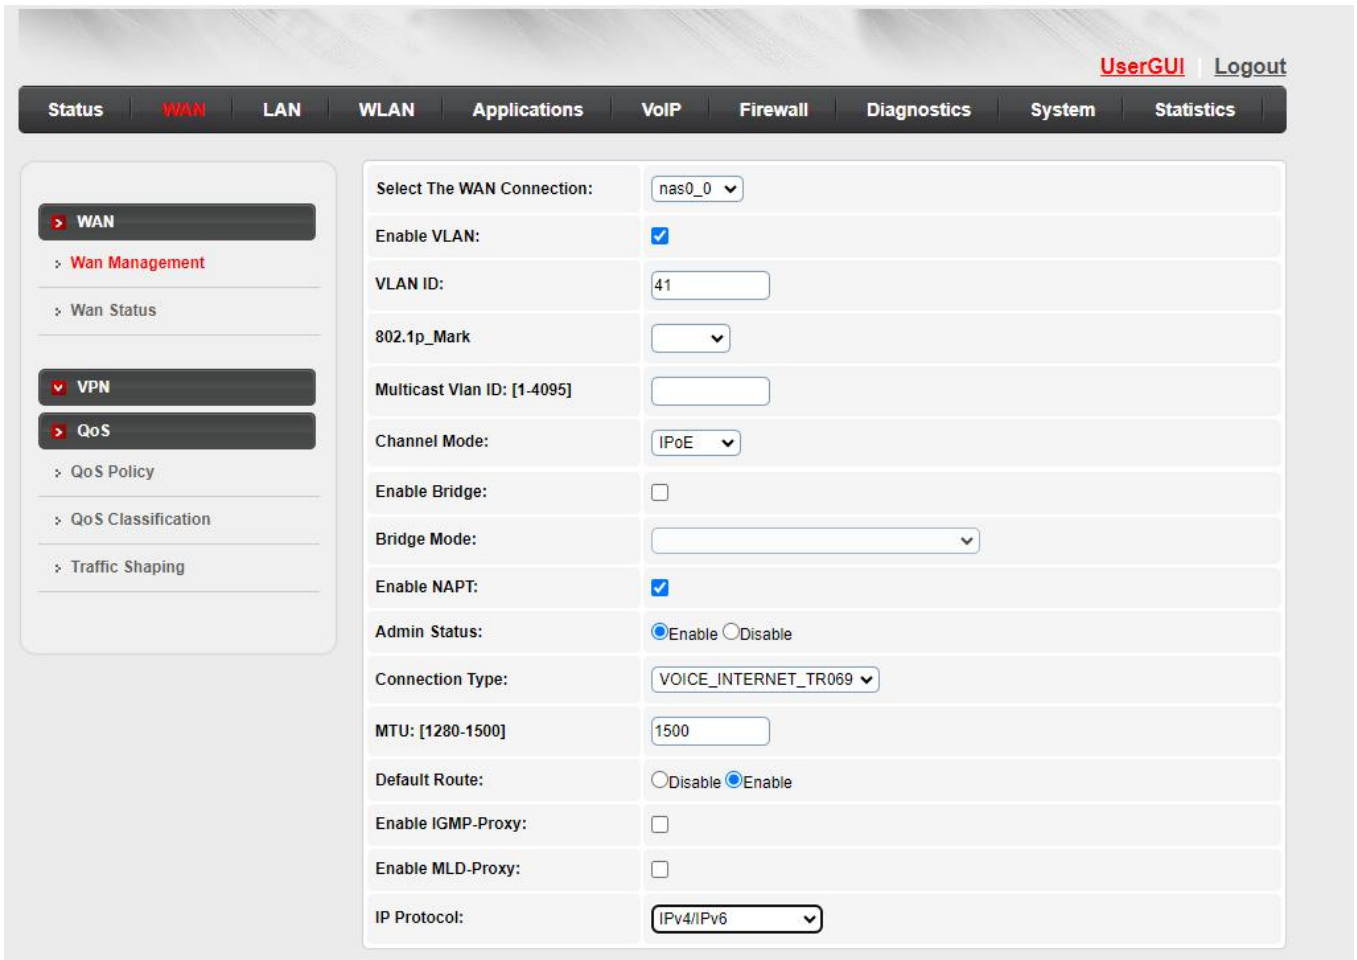 UserGUI Logout
Status WAN LAN WLAN Applications VoIP Firewall Diagnostics System Statistics
WAN
Wan Management
Wan Status
VPN
QoS
QoS Policy
QoS Classification
Traffic Shaping
Select The WAN Connection: nas0_0
Enable VLAN:
VLAN ID: 41
802.1p_Mark
Multicast Vlan ID: [1-4095]
Channel Mode: IPoE
Enable Bridge:
Bridge Mode:
Enable NAPT:
Admin Status: Enable Disable
Connection Type: VOICE_INTERNET_TR069
MTU: [1280-1500] 1500
Default Route: Disable Enable
Enable IGMP-Proxy:
Enable MLD-Proxy:
IP Protocol: IPv4/IPv6